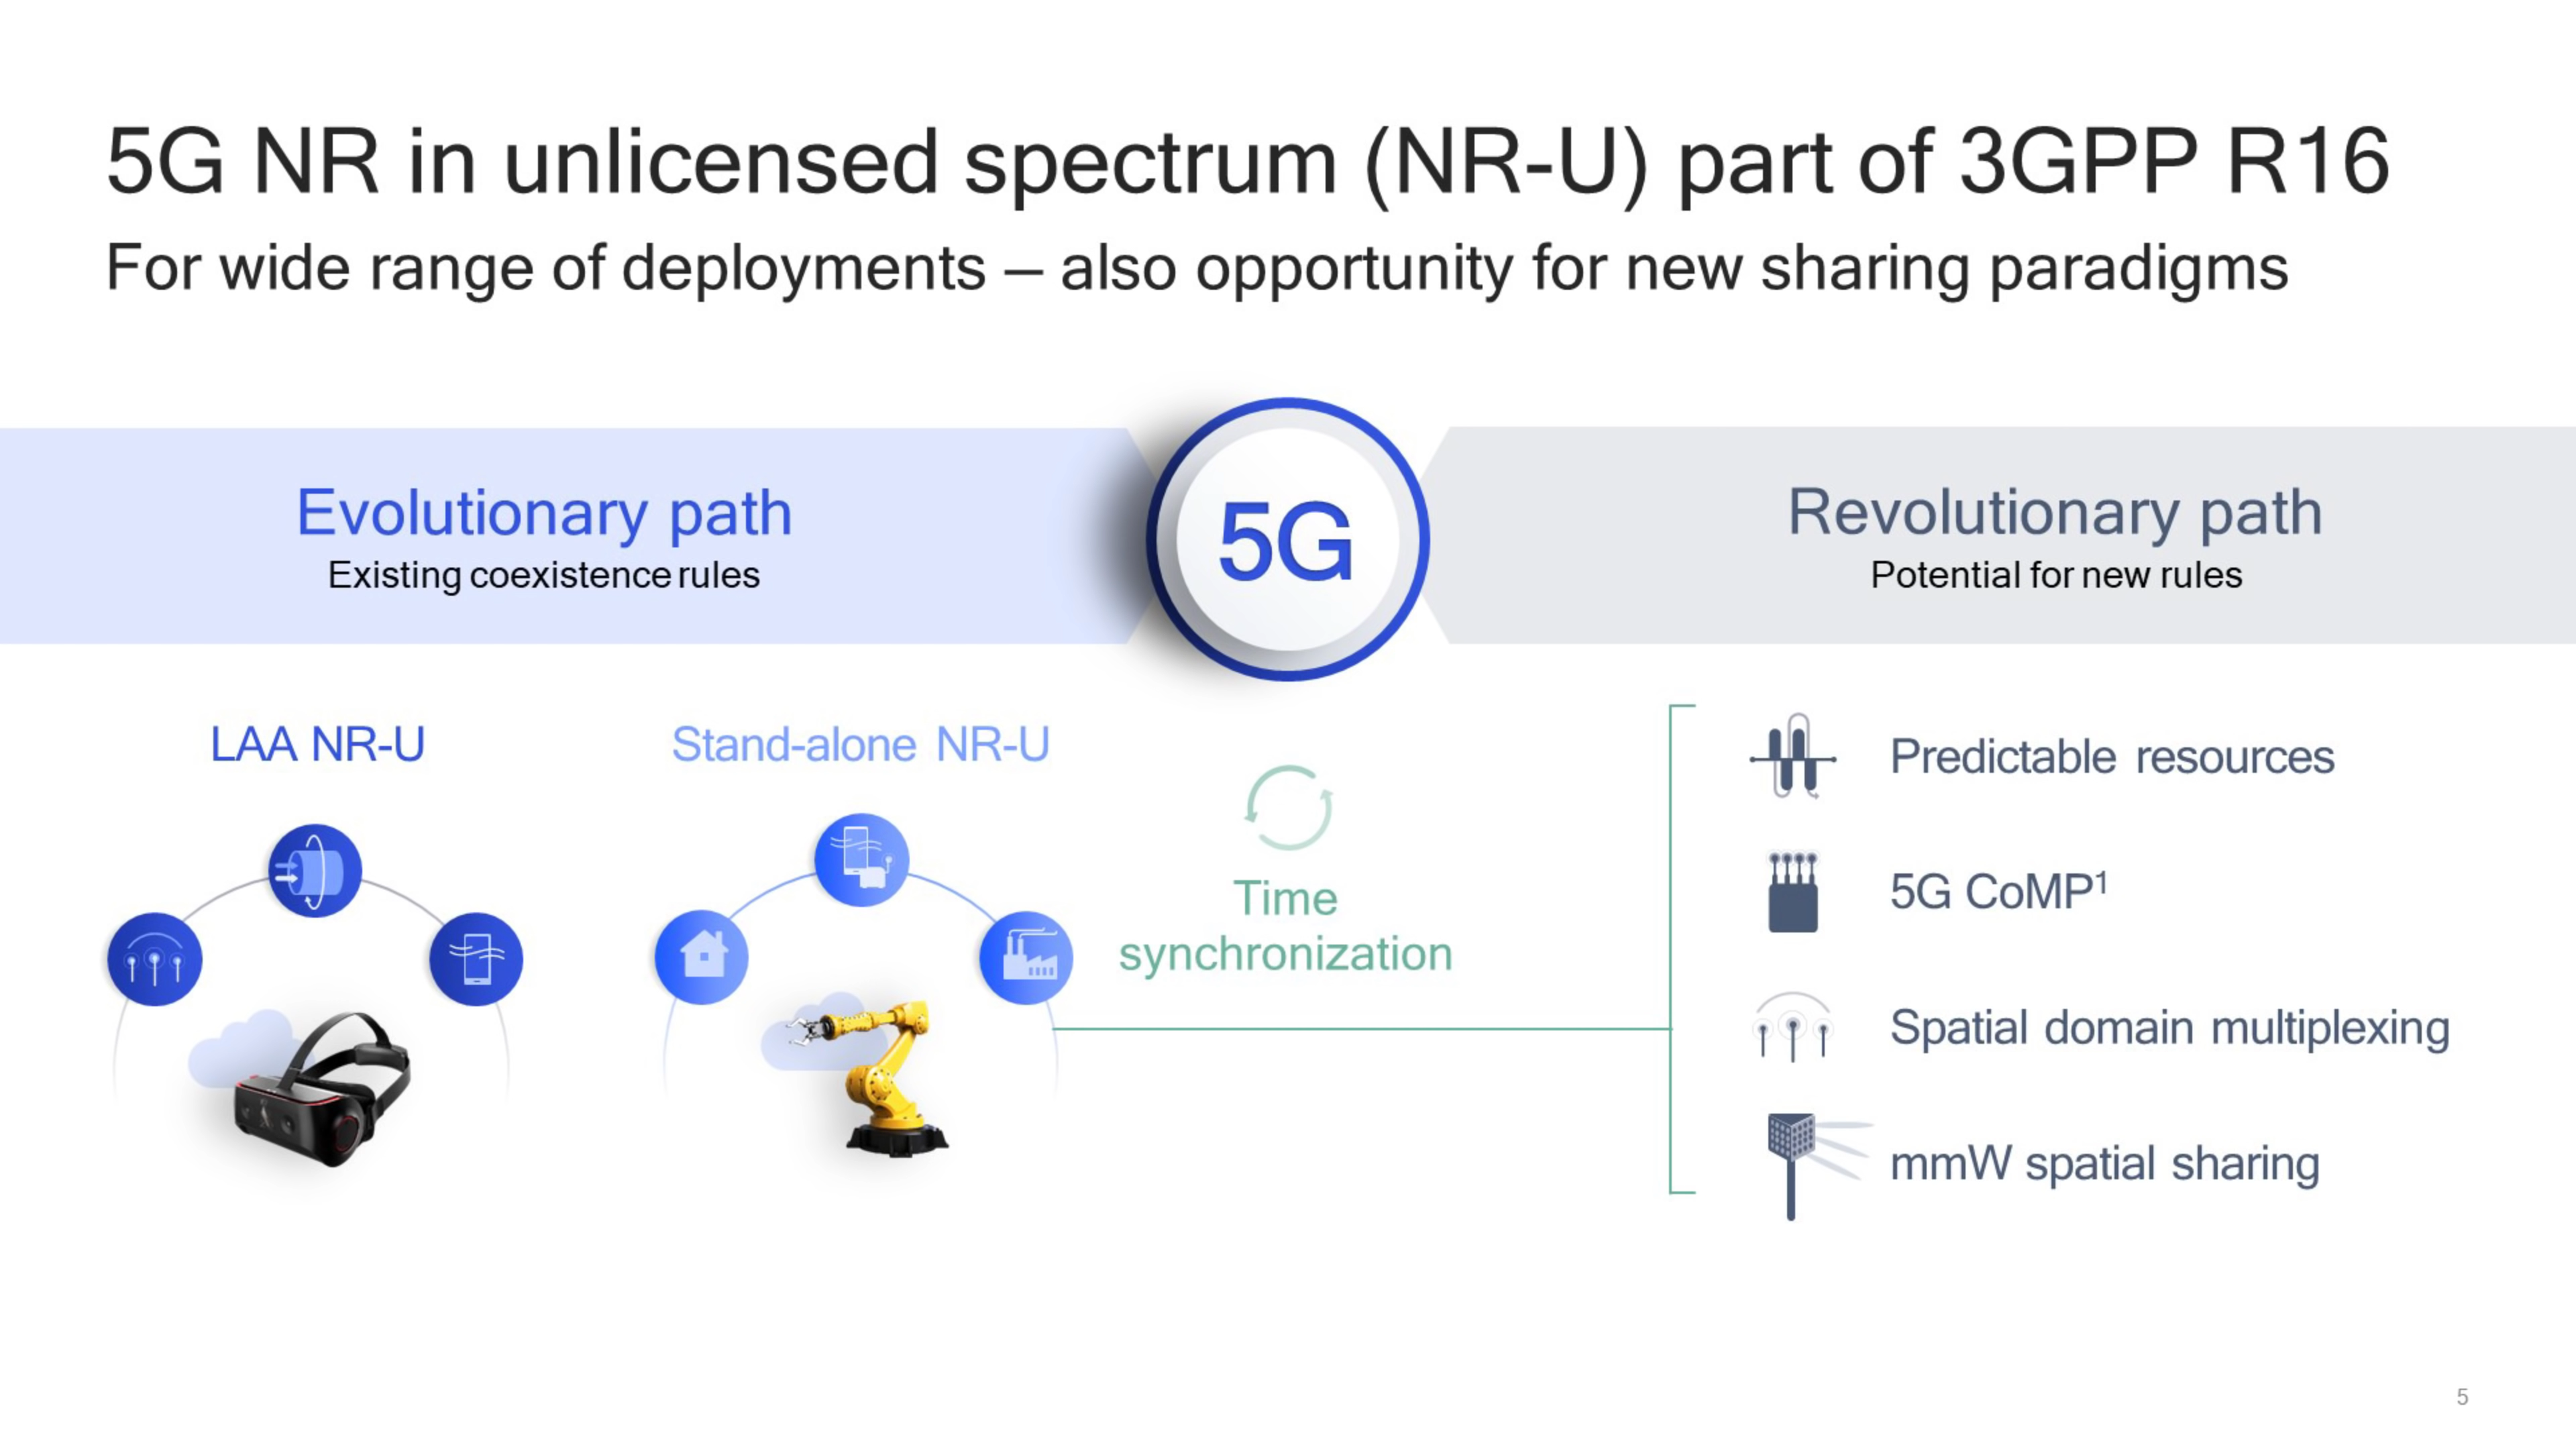 5G NR in unlicensed spectrum (NR-U) part of 3GPP R16
For wide range of deployments – also opportunity for new sharing paradigms
Evolutionary path
Existing coexistence rules
5G
Revolutionary path
Potential for new rules
LAA NR-U
Stand-alone NR-U
Time
synchronization
Predictable resources
5G CoMP¹
Spatial domain multiplexing
mmW spatial sharing
5